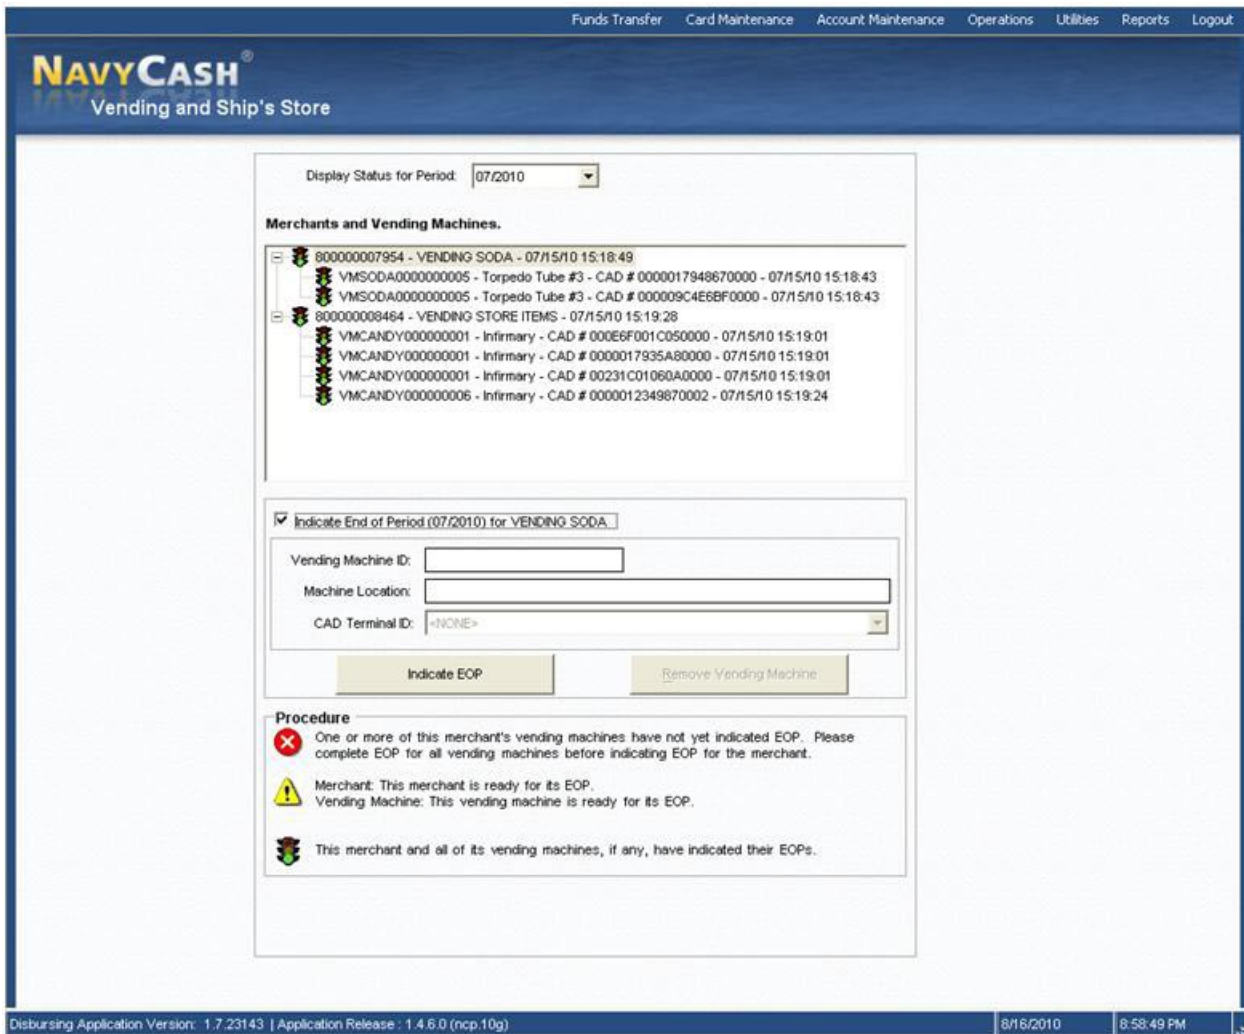 Funds Transfer Card Maintenance Account Maintenance Operations Utilities Reports Logout
NAVYCASH®
Vending and Ship's Store
Display Status for Period: 07/2010
Merchants and Vending Machines.
800000007954 - VENDING SODA - 07/15/10 15:18:49
VMSODA0000000005 - Torpedo Tube #3 - CAD # 0000017948670000 - 07/15/10 15:18:43
VMSODA0000000005 - Torpedo Tube #3 - CAD # 000009C4E6BF0000 - 07/15/10 15:18:43
800000008464 - VENDING STORE ITEMS - 07/15/10 15:19:28
VMCANDY000000001 - Infirmary - CAD # 000E6F001C050000 - 07/15/10 15:19:01
VMCANDY000000001 - Infirmary - CAD # 0000017935A80000 - 07/15/10 15:19:01
VMCANDY000000001 - Infirmary - CAD # 00231C01060A0000 - 07/15/10 15:19:01
VMCANDY000000006 - Infirmary - CAD # 0000012349870002 - 07/15/10 15:19:24
Indicate End of Period (07/2010) for VENDING SODA
Vending Machine ID:
Machine Location:
CAD Terminal ID: <NONE>
Indicate EOP Remove Vending Machine
Procedure
One or more of this merchant's vending machines have not yet indicated EOP. Please
complete EOP for all vending machines before indicating EOP for the merchant.
Merchant: This merchant is ready for its EOP.
Vending Machine: This vending machine is ready for its EOP.
This merchant and all of its vending machines, if any, have indicated their EOPs.
Disbursing Application Version: 1.7.23143 | Application Release : 1.4.6.0 (ncp.10g) 8/16/2010 8:58:49 PM